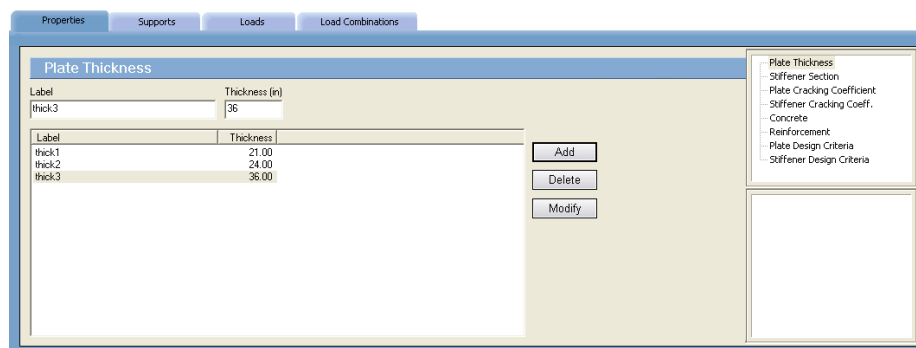 Properties Supports Loads Load Combinations
Plate Thickness
Label Thickness (in)
thick3 36
Label Thickness
thick1 21.00
thick2 24.00
thick3 36.00
Add
Delete
Modify
Plate Thickness
Stiffener Section
Plate Cracking Coefficient
Stiffener Cracking Coeff.
Concrete
Reinforcement
Plate Design Criteria
Stiffener Design Criteria